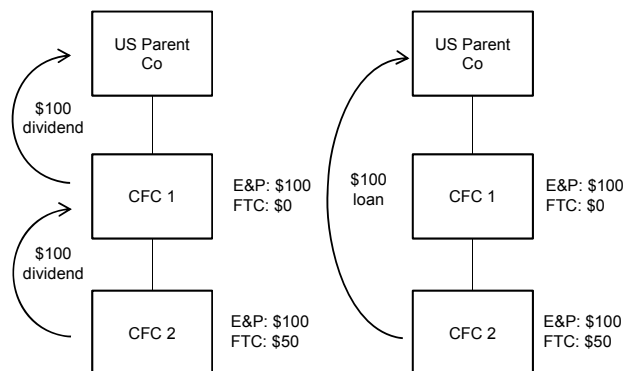 US Parent
Co
$100
dividend
CFC 1
E&P: $100
FTC: $0
$100
dividend
CFC 2
E&P: $100
FTC: $50
US Parent
Co
$100
loan
CFC 1
E&P: $100
FTC: $0
CFC 2
E&P: $100
FTC: $50